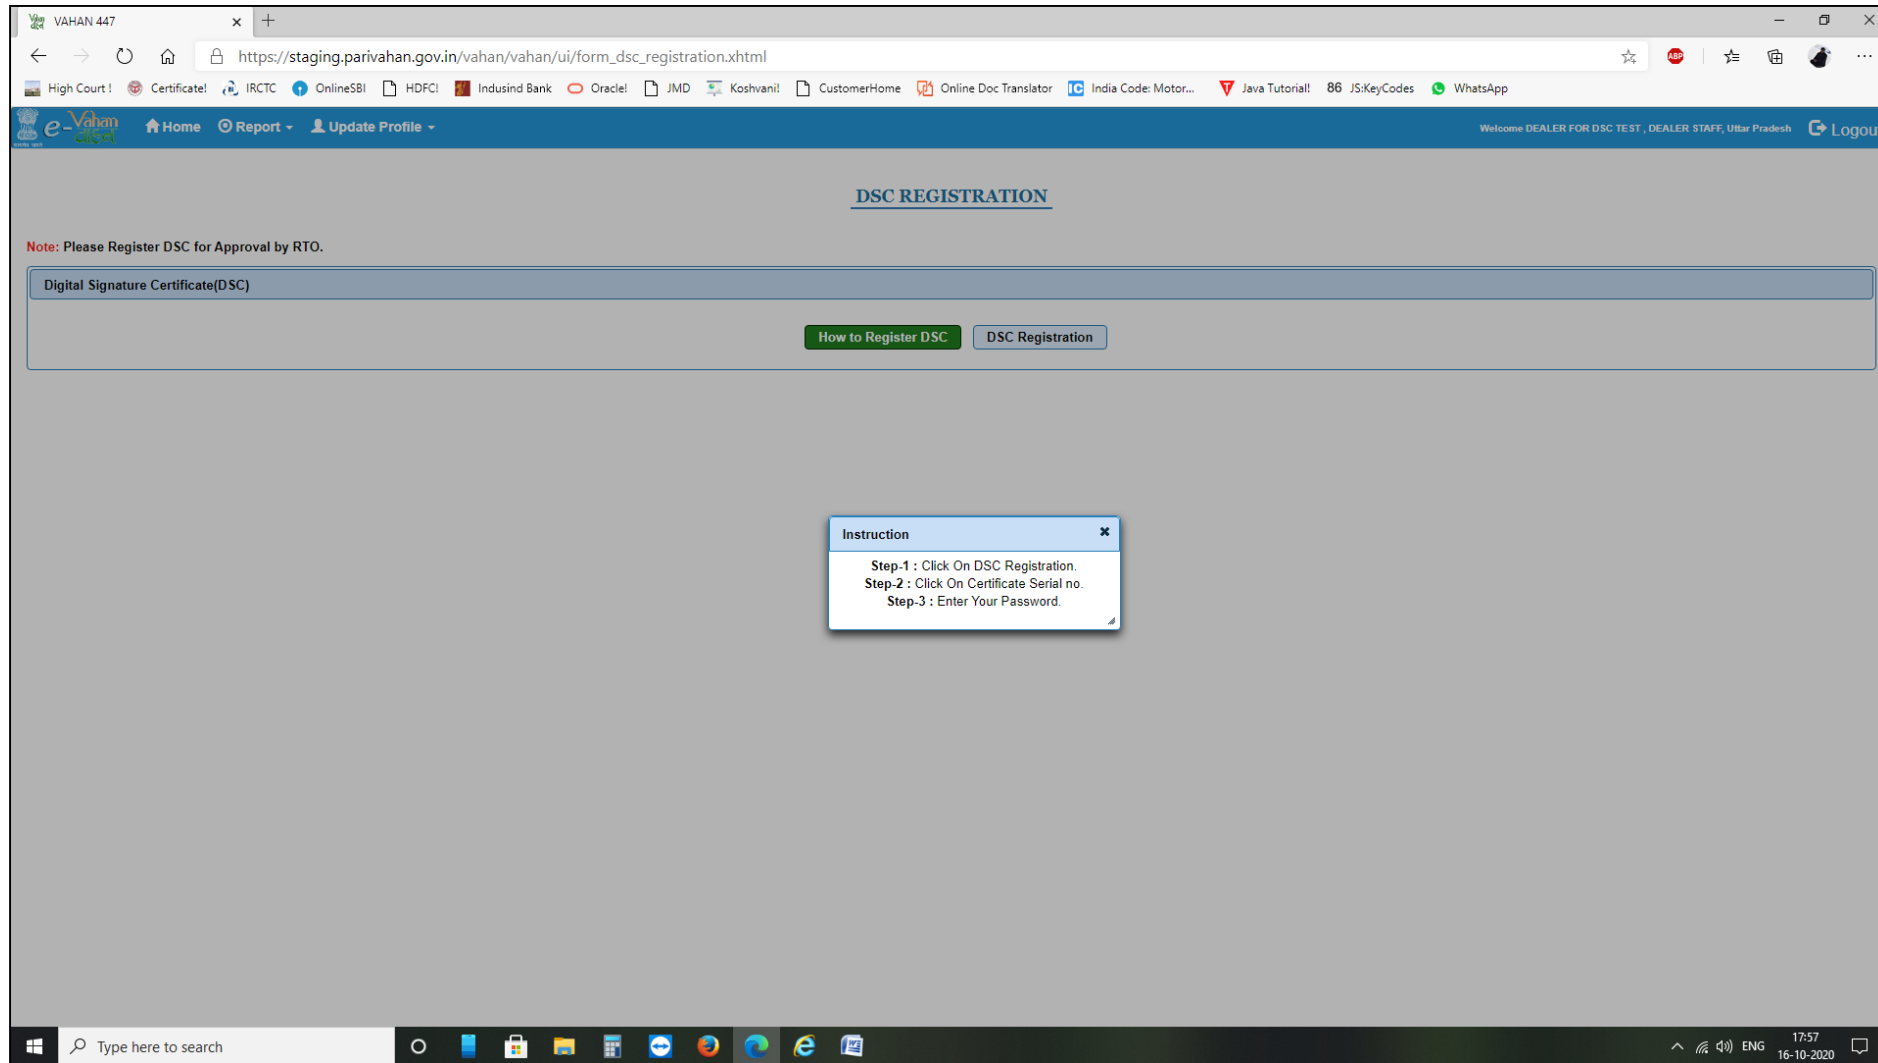 VAHAN 447
https://staging.parivahan.gov.in/vahan/vahan/ui/form_dsc_registration.xhtml
ABP
High Court ! Certificate! IRCTC OnlineSBI HDFC! Indusind Bank Oracle! JMD Koshvani! CustomerHome Online Doc Translator IC India Code: Motor... Java Tutorial! 86 JS:KeyCodes WhatsApp
e-Vahan
वाहन
Home Report Update Profile
Welcome DEALER FOR DSC TEST , DEALER STAFF, Uttar Pradesh Logou
DSC REGISTRATION
Note: Please Register DSC for Approval by RTO.
Digital Signature Certificate(DSC)
How to Register DSC DSC Registration
Instruction
Step-1 : Click On DSC Registration.
Step-2 : Click On Certificate Serial no.
Step-3 : Enter Your Password.
Type here to search
ENG
17:57
16-10-2020